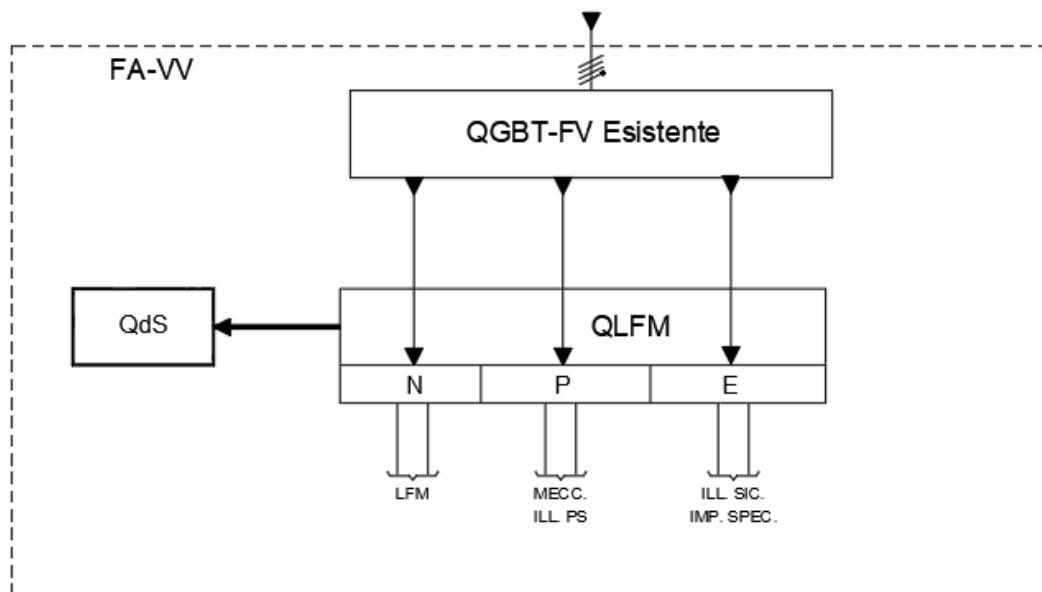 FA-VV
QGBT-FV Esistente
QdS
QLFM
N
P
E
LFM
MECC.
ILL. PS
ILL. SIC.
IMP. SPEC.